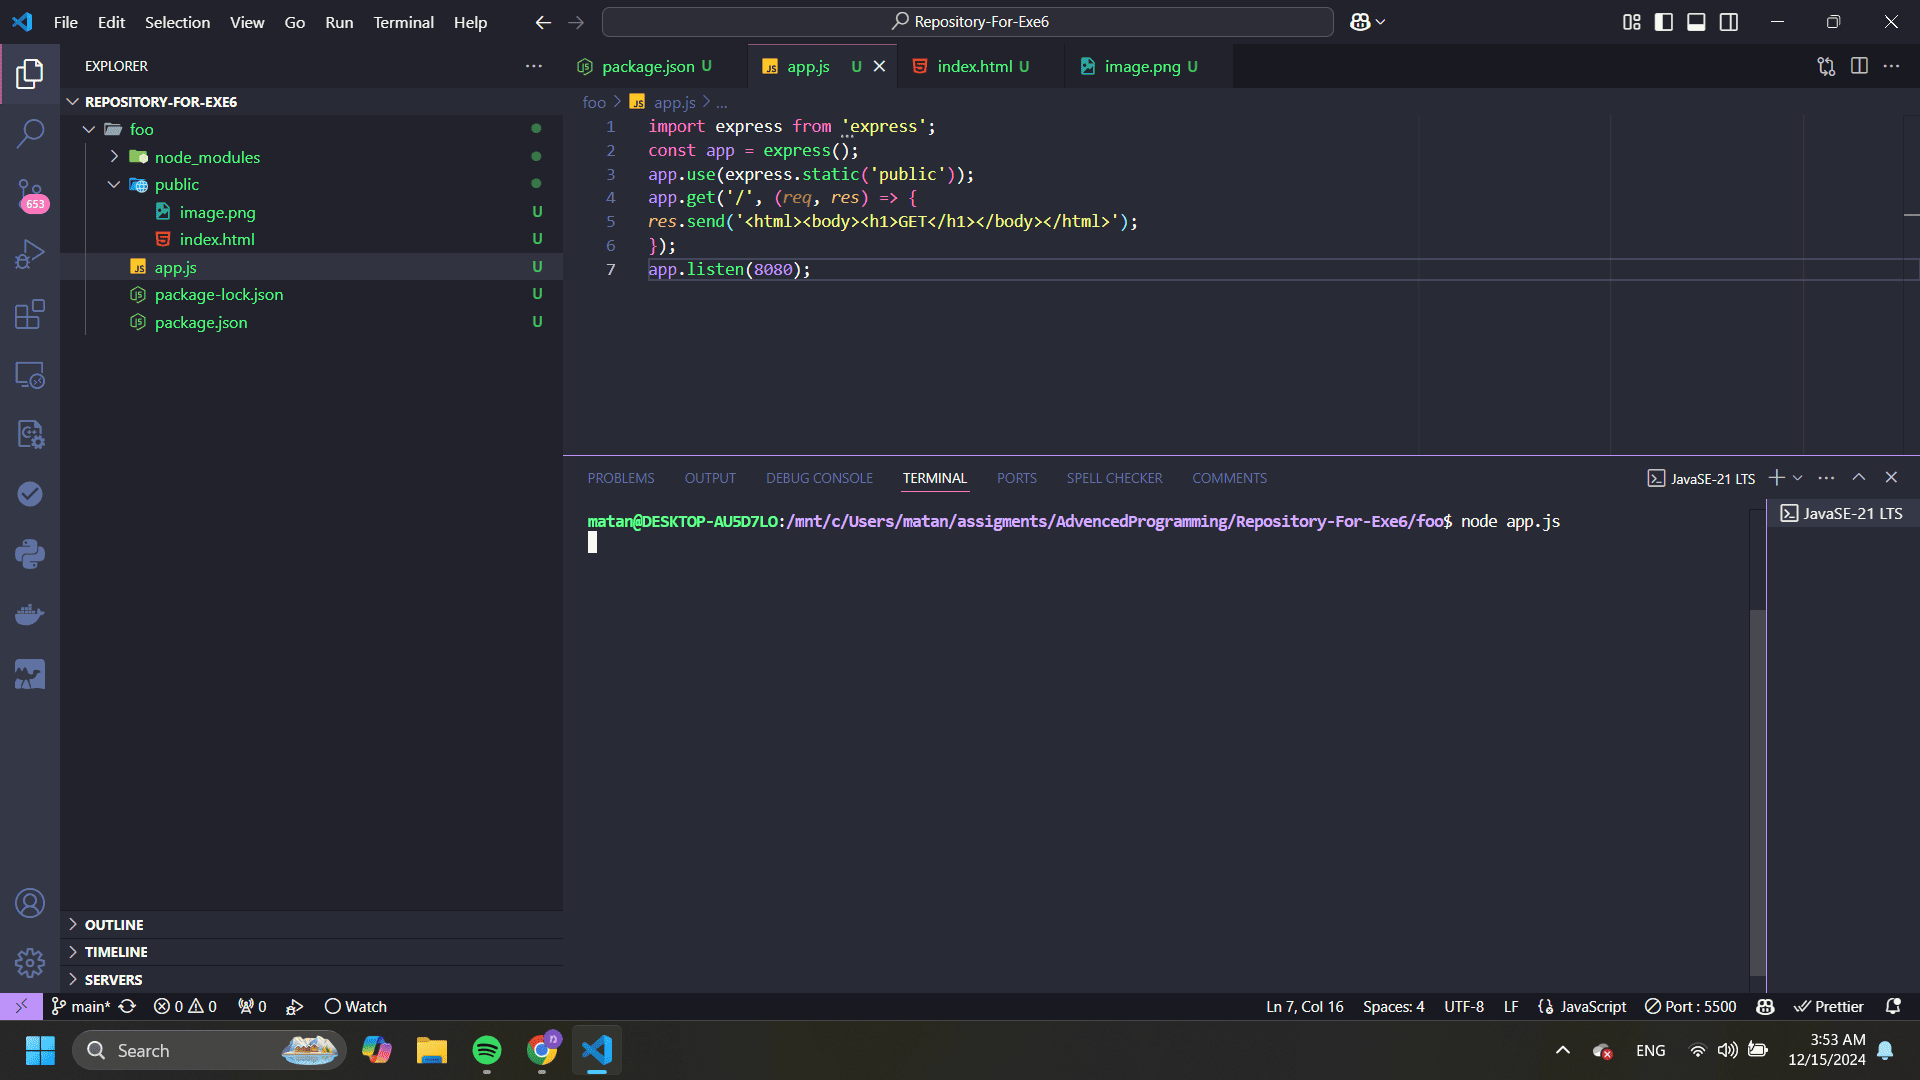 File Edit Selection View Go Run Terminal Help
Repository-For-Exe6
EXPLORER
REPOSITORY-FOR-EXE6
foo
node_modules
public
image.png U
index.html U
app.js U
package-lock.json U
package.json U
653
OUTLINE
TIMELINE
SERVERS
package.json U app.js U index.html U image.png U
foo > app.js > ...
1 import express from 'express';
2 const app = express();
3 app.use(express.static('public'));
4 app.get('/', (req, res) => {
5 res.send('<html><body><h1>GET</h1></body></html>');
6 });
7 app.listen(8080);
PROBLEMS OUTPUT DEBUG CONSOLE TERMINAL PORTS SPELL CHECKER COMMENTS
JavaSE-21 LTS
matan@DESKTOP-AU5D7LO:/mnt/c/Users/matan/assigments/AdvencedProgramming/Repository-For-Exe6/foo$ node app.js
JavaSE-21 LTS
main* 0 0 0 Watch
Ln 7, Col 16 Spaces: 4 UTF-8 LF JavaScript Port : 5500 Prettier
Search
ENG
3:53 AM
12/15/2024